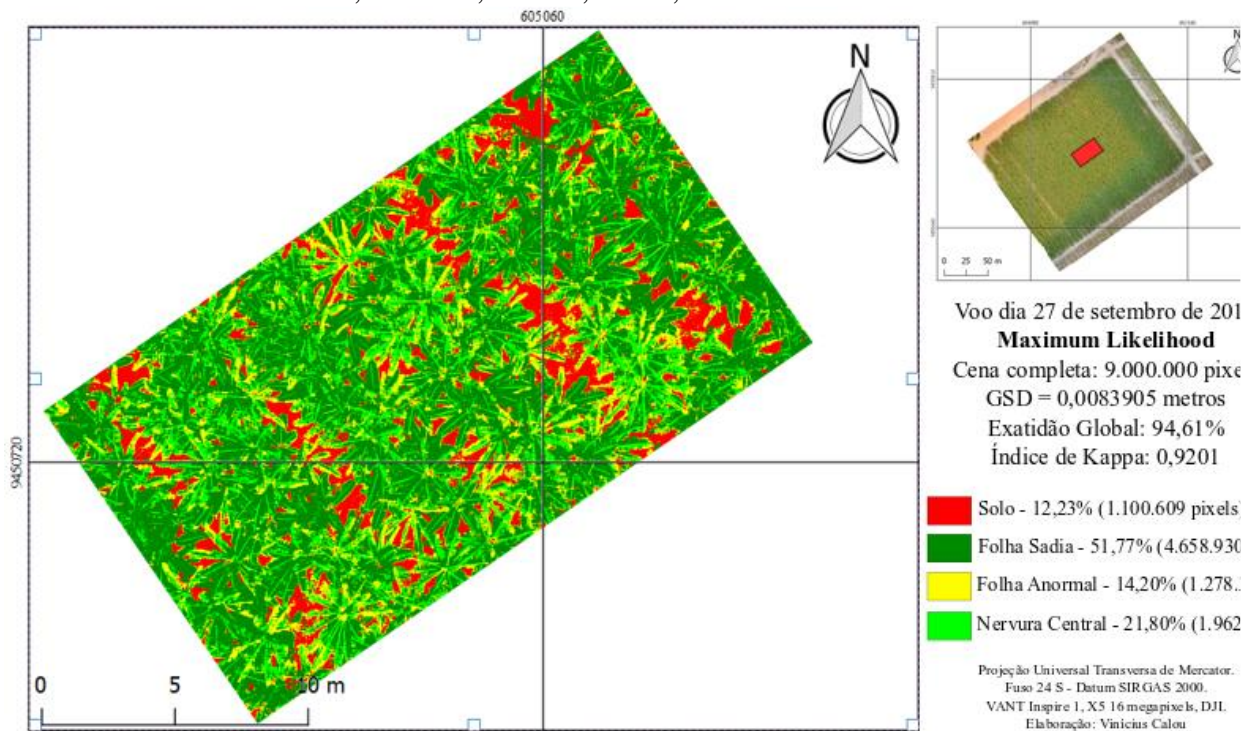 605060
9450720
N
0 5 10 m
N
0 25 50 m
Voo dia 27 de setembro de 201
Maximum Likelihood
Cena completa: 9.000.000 pixe
GSD = 0,0083905 metros
Exatidão Global: 94,61%
Índice de Kappa: 0,9201
Solo - 12,23% (1.100.609 pixels
Folha Sadia - 51,77% (4.658.930
Folha Anormal - 14,20% (1.278.
Nervura Central - 21,80% (1.962
Projeção Universal Transversa de Mercator.
Fuso 24 S - Datum SIRGAS 2000.
VANT Inspire 1, X5 16 megapixels, DJI.
Elaboração: Vinicius Calou